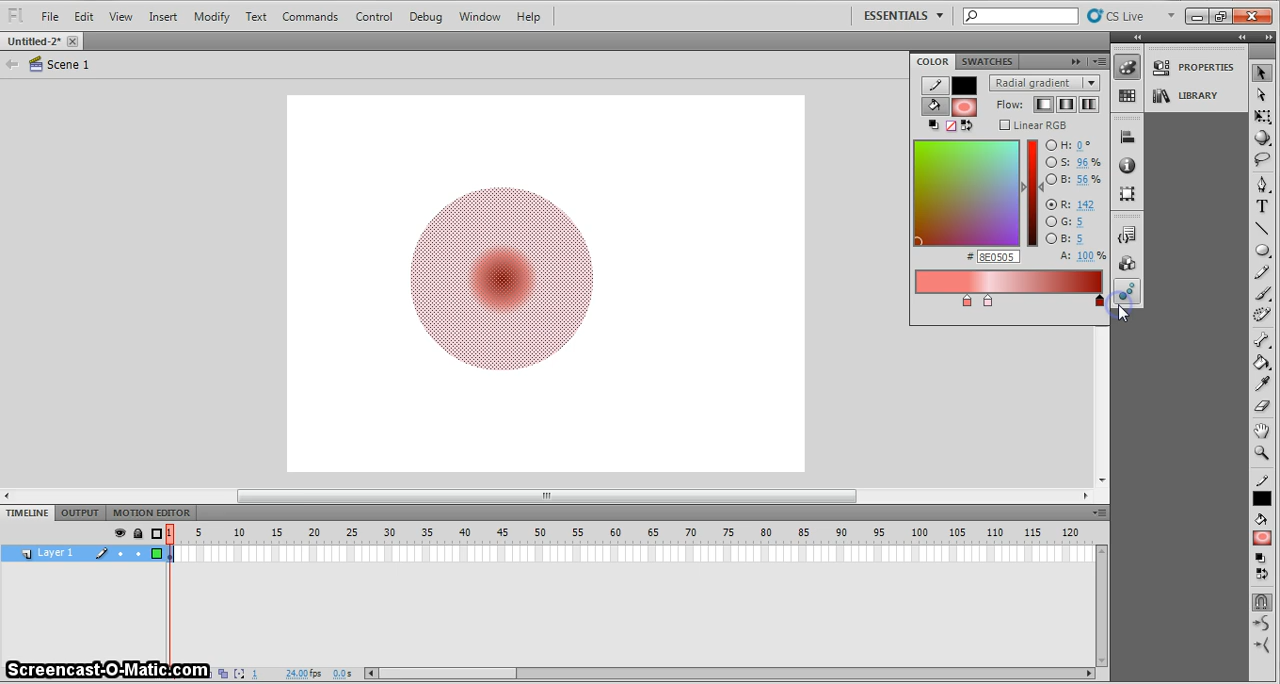 Fl File Edit View Insert Modify Text Commands Control Debug Window Help ESSENTIALS CS Live
Untitled-2*
Scene 1
COLOR SWATCHES
PROPERTIES
LIBRARY
Radial gradient
Flow:
Linear RGB
H: 0 °
S: 96 %
B: 56 %
R: 142
G: 5
B: 5
# 8E0505 A: 100 %
T
TIMELINE OUTPUT MOTION EDITOR
1 5 10 15 20 25 30 35 40 45 50 55 60 65 70 75 80 85 90 95 100 105 110 115 120
Layer 1
1 24.00 fps 0.0 s
Screencast-O-Matic.com